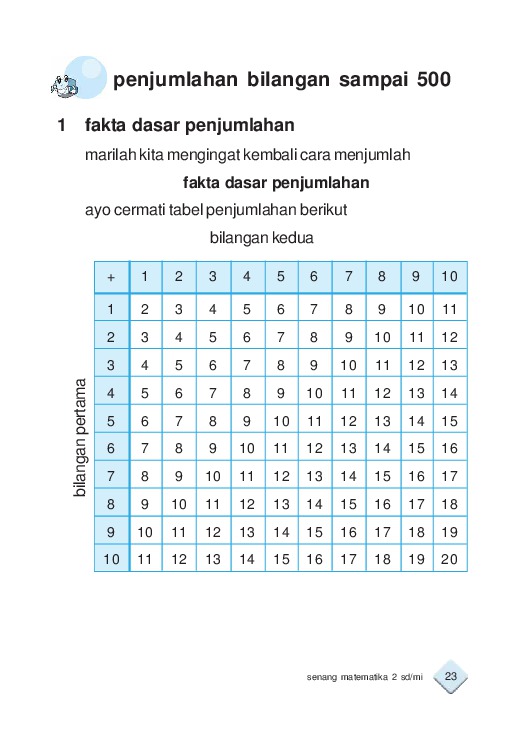 penjumlahan bilangan sampai 500
1 fakta dasar penjumlahan
marilah kita mengingat kembali cara menjumlah
fakta dasar penjumlahan
ayo cermati tabel penjumlahan berikut
bilangan kedua
bilangan pertama
+ 1 2 3 4 5 6 7 8 9 10
1 2 3 4 5 6 7 8 9 10 11
2 3 4 5 6 7 8 9 10 11 12
3 4 5 6 7 8 9 10 11 12 13
4 5 6 7 8 9 10 11 12 13 14
5 6 7 8 9 10 11 12 13 14 15
6 7 8 9 10 11 12 13 14 15 16
7 8 9 10 11 12 13 14 15 16 17
8 9 10 11 12 13 14 15 16 17 18
9 10 11 12 13 14 15 16 17 18 19
10 11 12 13 14 15 16 17 18 19 20
senang matematika 2 sd/mi 23